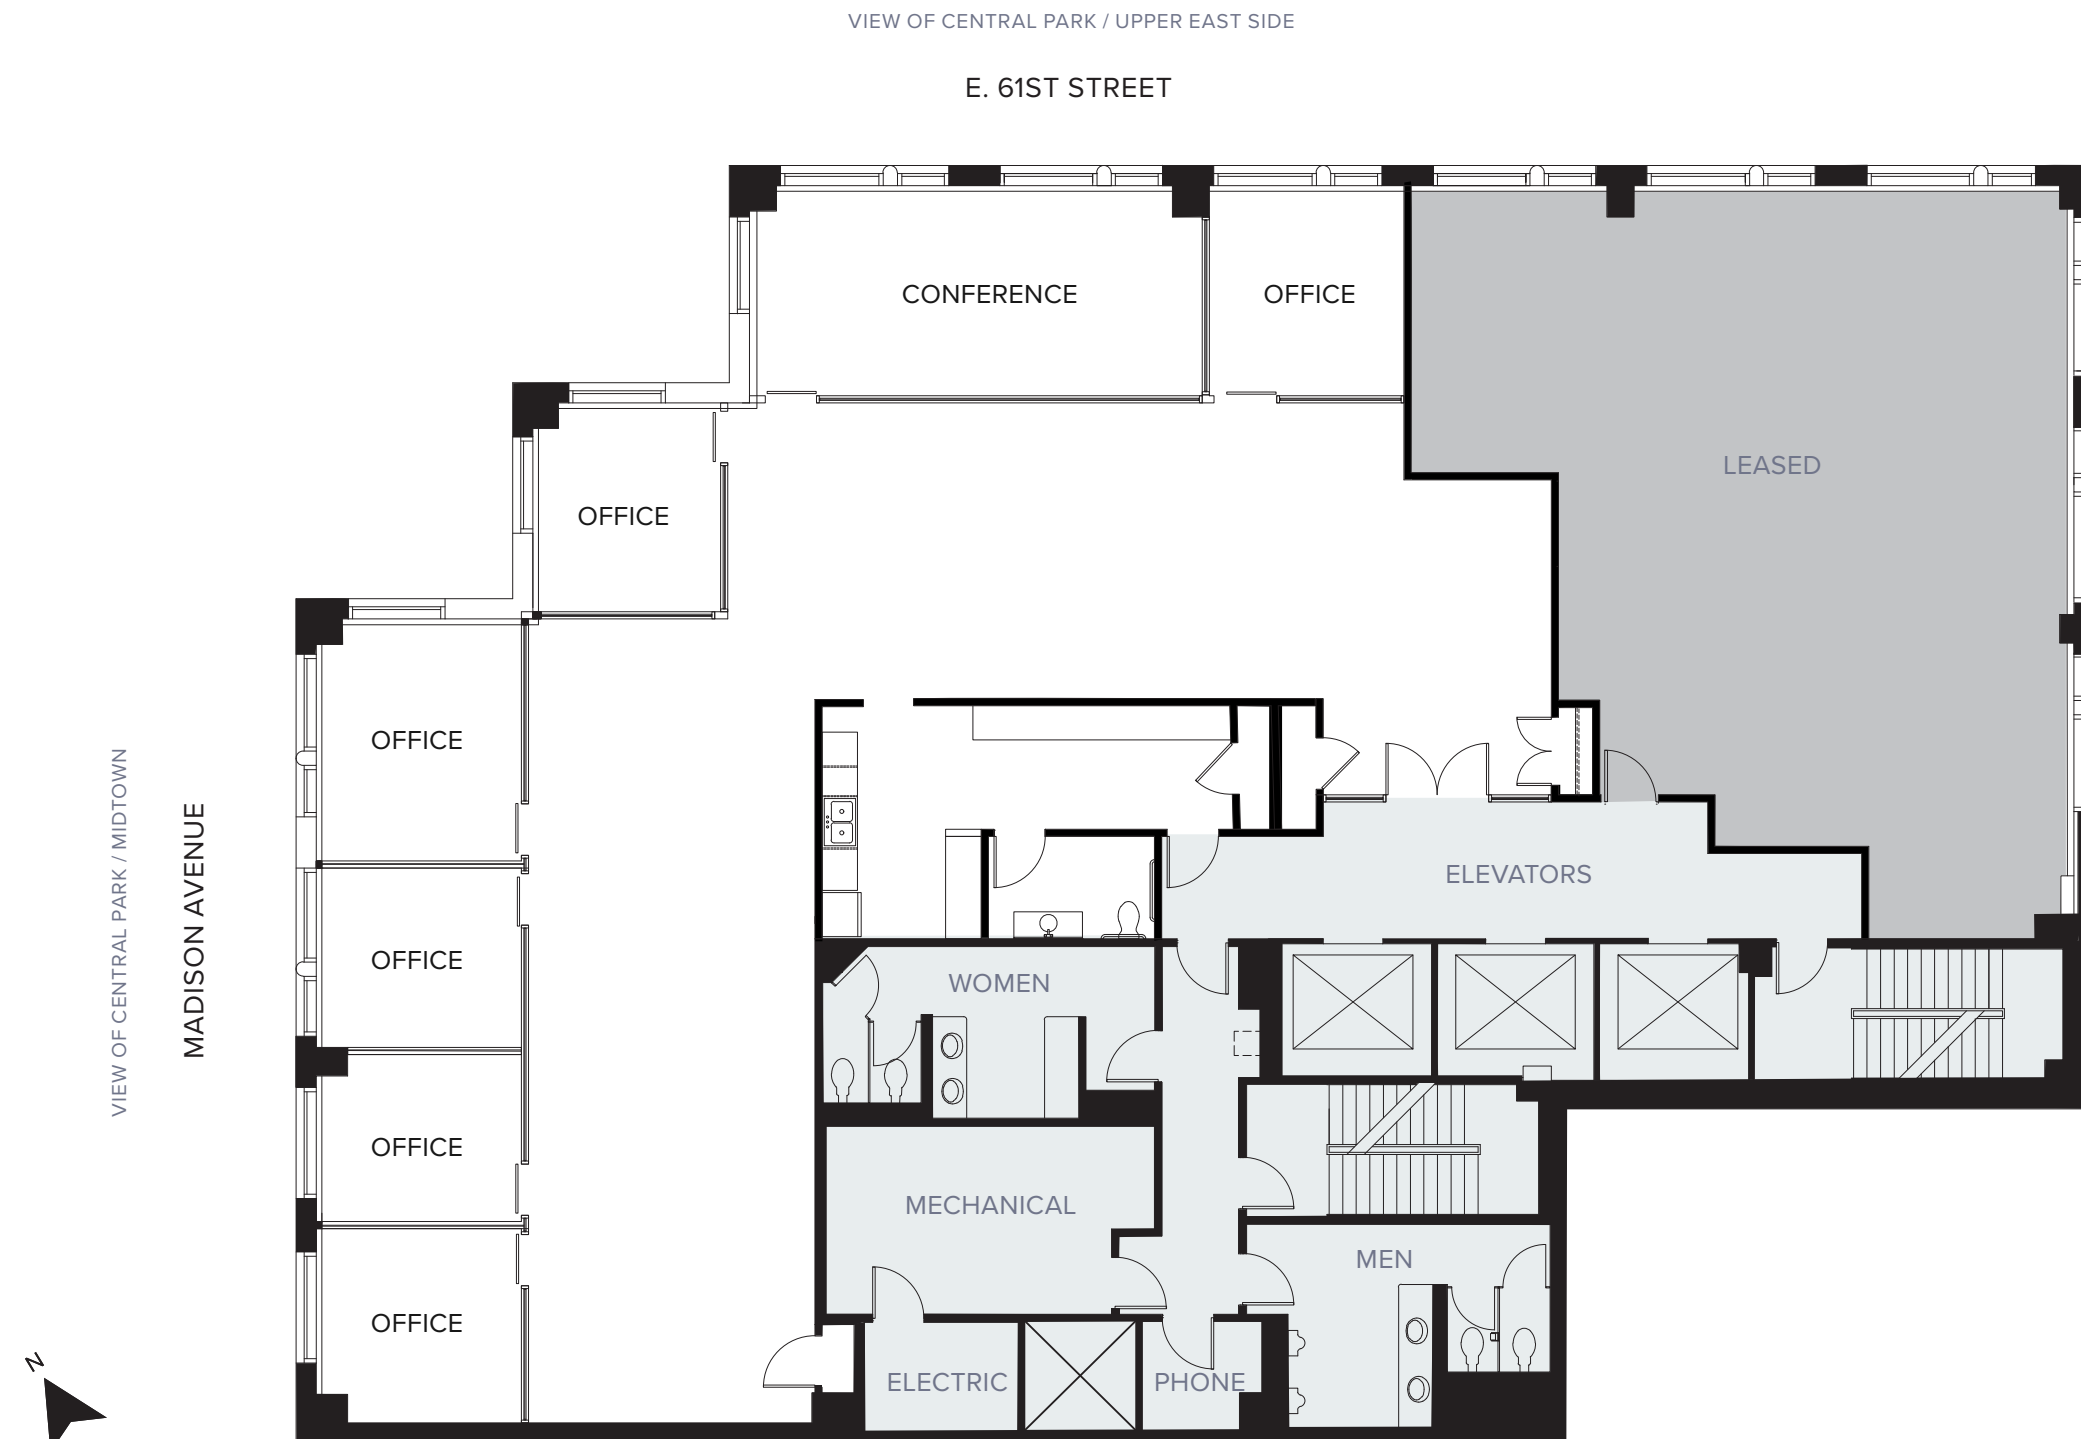 VIEW OF CENTRAL PARK / UPPER EAST SIDE
E. 61ST STREET
CONFERENCE
OFFICE
LEASED
OFFICE
OFFICE
VIEW OF CENTRAL PARK / MIDTOWN
MADISON AVENUE
ELEVATORS
OFFICE
WOMEN
OFFICE
MECHANICAL
MEN
OFFICE
N
ELECTRIC
PHONE